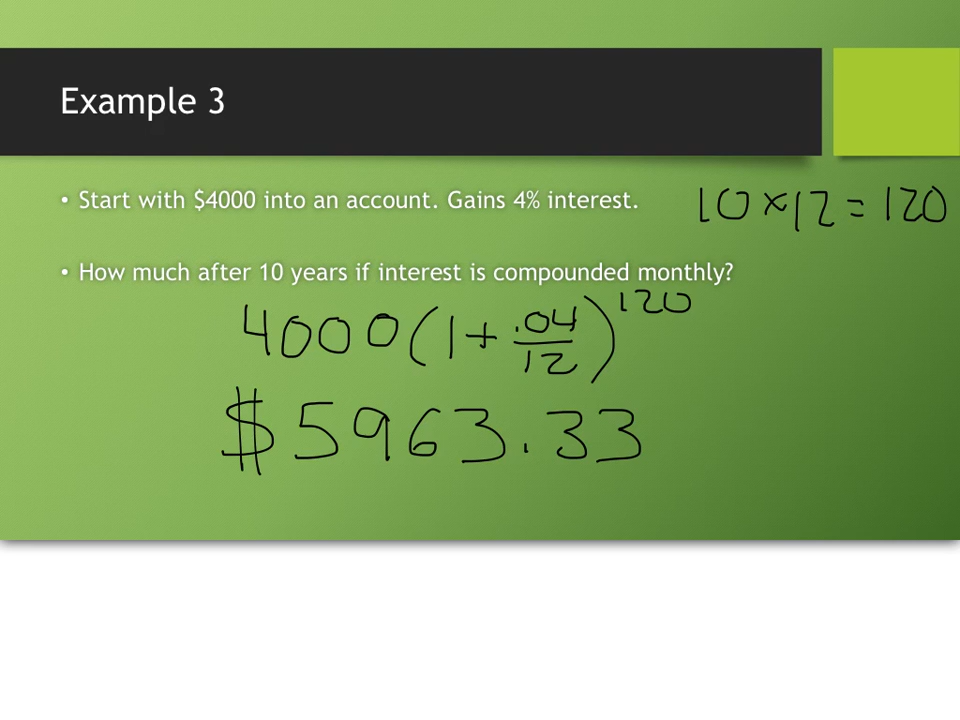 Example 3
• Start with $4000 into an account. Gains 4% interest.
10 × 12 = 120
• How much after 10 years if interest is compounded monthly?
4000(1+.04/12)^120
$5963.33